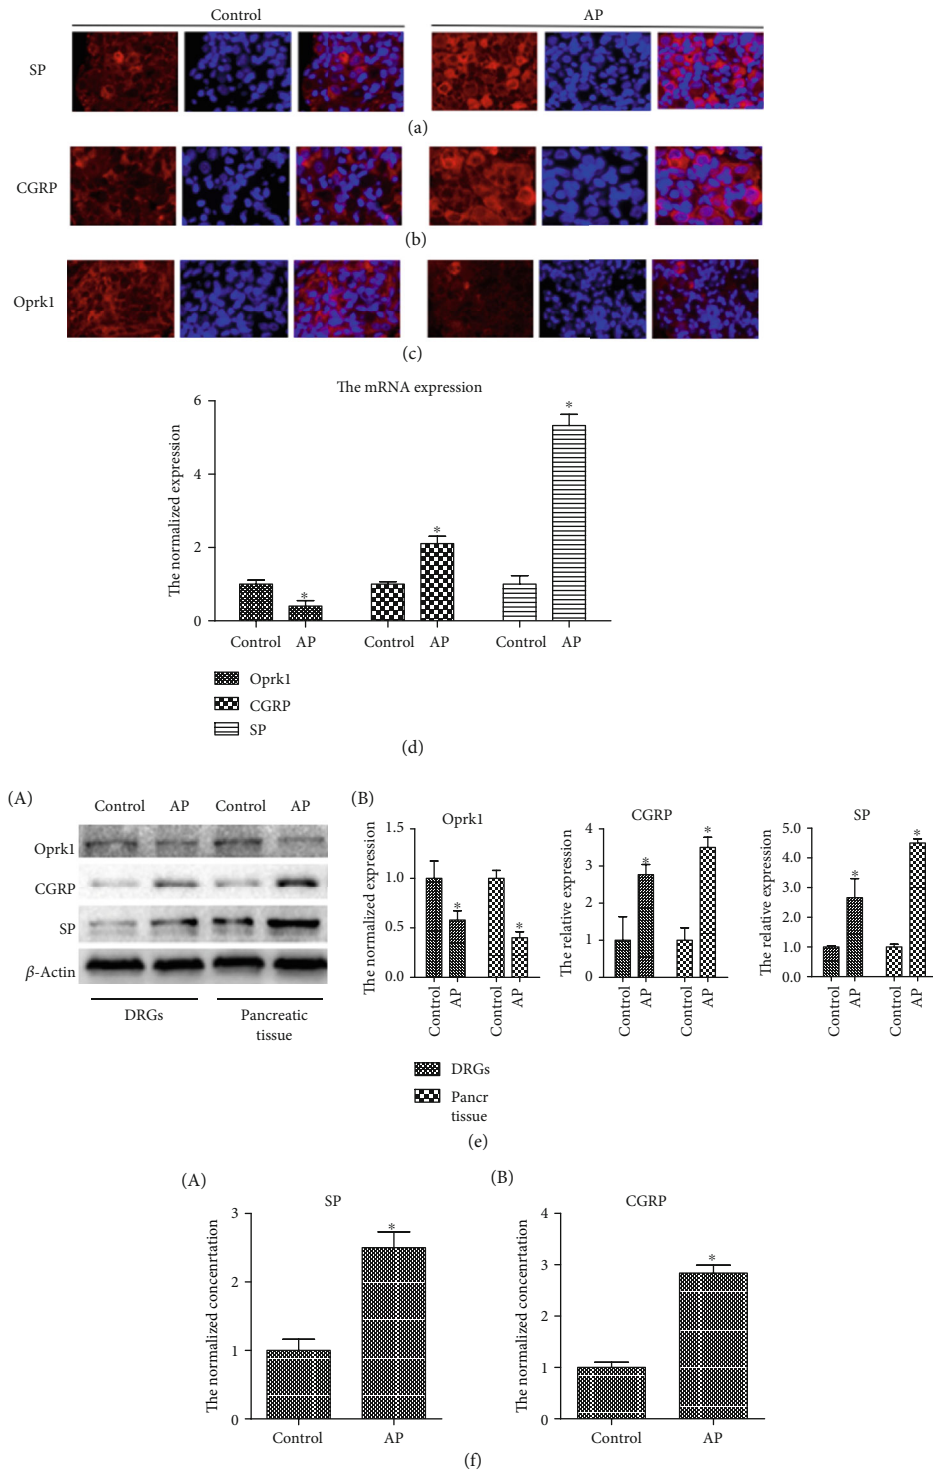 Control AP
SP
(a)
CGRP
(b)
Oprk1
(c)
The mRNA expression
The normalized expression
6
4
2
0
Control AP Control AP Control AP
Oprk1
CGRP
SP
(d)
(A)
Control AP Control AP
Oprk1
CGRP
SP
β-Actin
DRGs Pancreatic
tissue
(B)
Oprk1
The normalized expression
1.5
1.0
0.5
0.0
Control AP Control AP
CGRP
The relative expression
4
3
2
1
0
Control AP Control AP
SP
The relative expression
5.0
4.0
3.0
2.0
1.0
0.0
Control AP Control AP
DRGs
Pancr
tissue
(e)
(A)
SP
The normalized concenrtation
3
2
1
0
Control AP
(B)
CGRP
The normalized concenrtation
4
3
2
1
0
Control AP
(f)